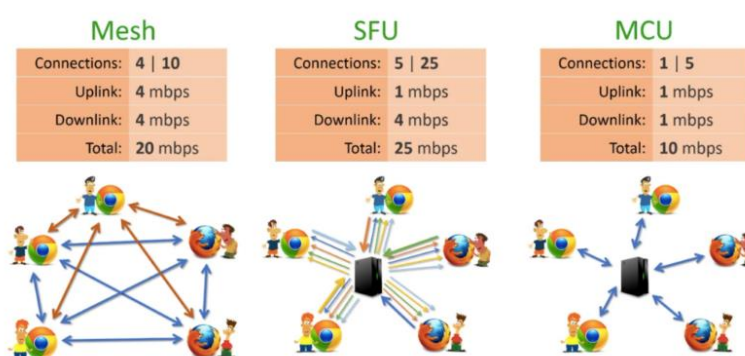 Mesh
Connections: 4 | 10
Uplink: 4 mbps
Downlink: 4 mbps
Total: 20 mbps
SFU
Connections: 5 | 25
Uplink: 1 mbps
Downlink: 4 mbps
Total: 25 mbps
MCU
Connections: 1 | 5
Uplink: 1 mbps
Downlink: 1 mbps
Total: 10 mbps